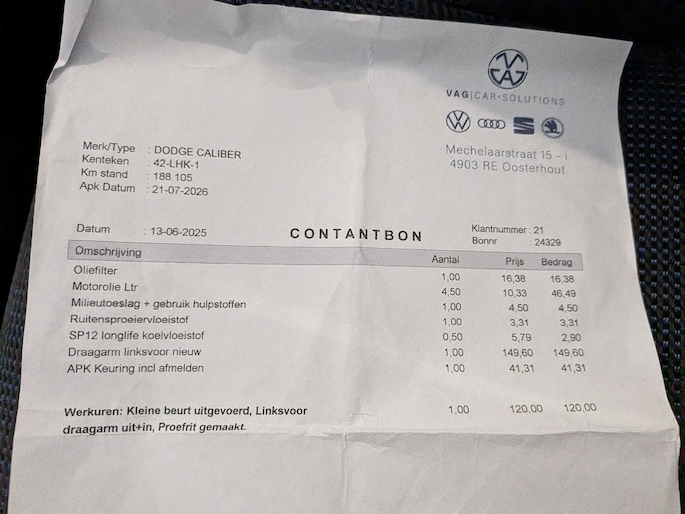 VAG|CAR-SOLUTIONS
Mechelaarstraat 15 - i
4903 RE Oosterhout
Merk/Type : DODGE CALIBER
Kenteken : 42-LHK-1
Km stand : 188.105
Apk Datum : 21-07-2026
Datum : 13-06-2025
CONTANTBON
Klantnummer : 21
Bonnr : 24329
Omschrijving Aantal Prijs Bedrag
Oliefilter 1,00 16,38 16,38
Motorolie Ltr 4,50 10,33 46,49
Milieutoeslag + gebruik hulpstoffen 1,00 4,50 4,50
Ruitensproeiervloeistof 1,00 3,31 3,31
SP12 longlife koelvloistof 0,50 5,79 2,90
Draagarm linksvoor nieuw 1,00 149,60 149,60
APK Keuring incl afmelden 1,00 41,31 41,31
Werkuren: Kleine beurt uitgevoerd, Linksvoor 1,00 120,00 120,00
draagarm uit+in, Proefrit gemaakt.